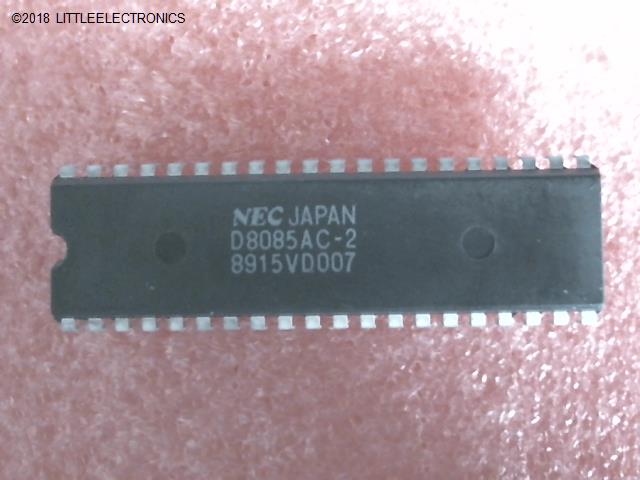 ©2018 LITTLEELECTRONICS
NEC JAPAN
D8085AC-2
8915VD007